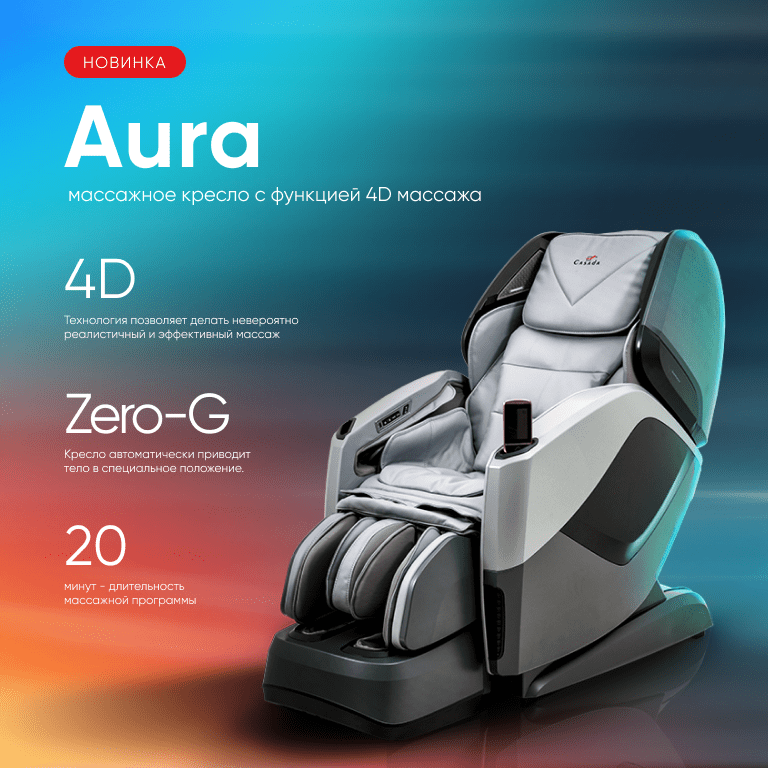 НОВИНКА
Aura
массажное кресло с функцией 4D массажа
4D
Технология позволяет делать невероятно
реалистичный и эффективный массаж
Zero-G
Кресло автоматически приводит
тело в специальное положение.
20
минут - длительность
массажной программы
Casada